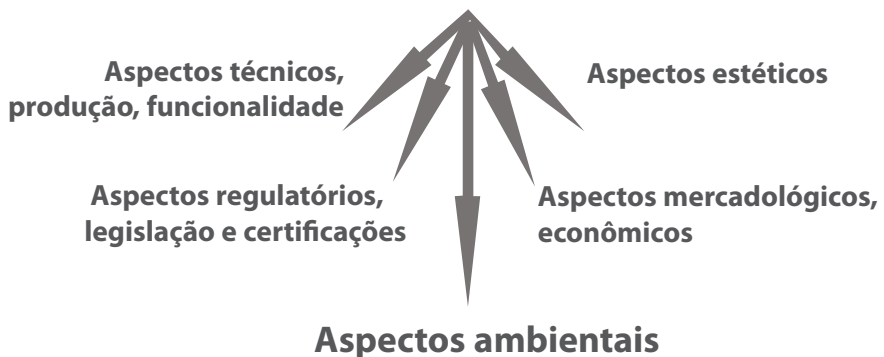 Aspectos técnicos,
produção, funcionalidade
Aspectos estéticos
Aspectos regulatórios,
legislação e certificações
Aspectos mercadológicos,
econômicos
Aspectos ambientais